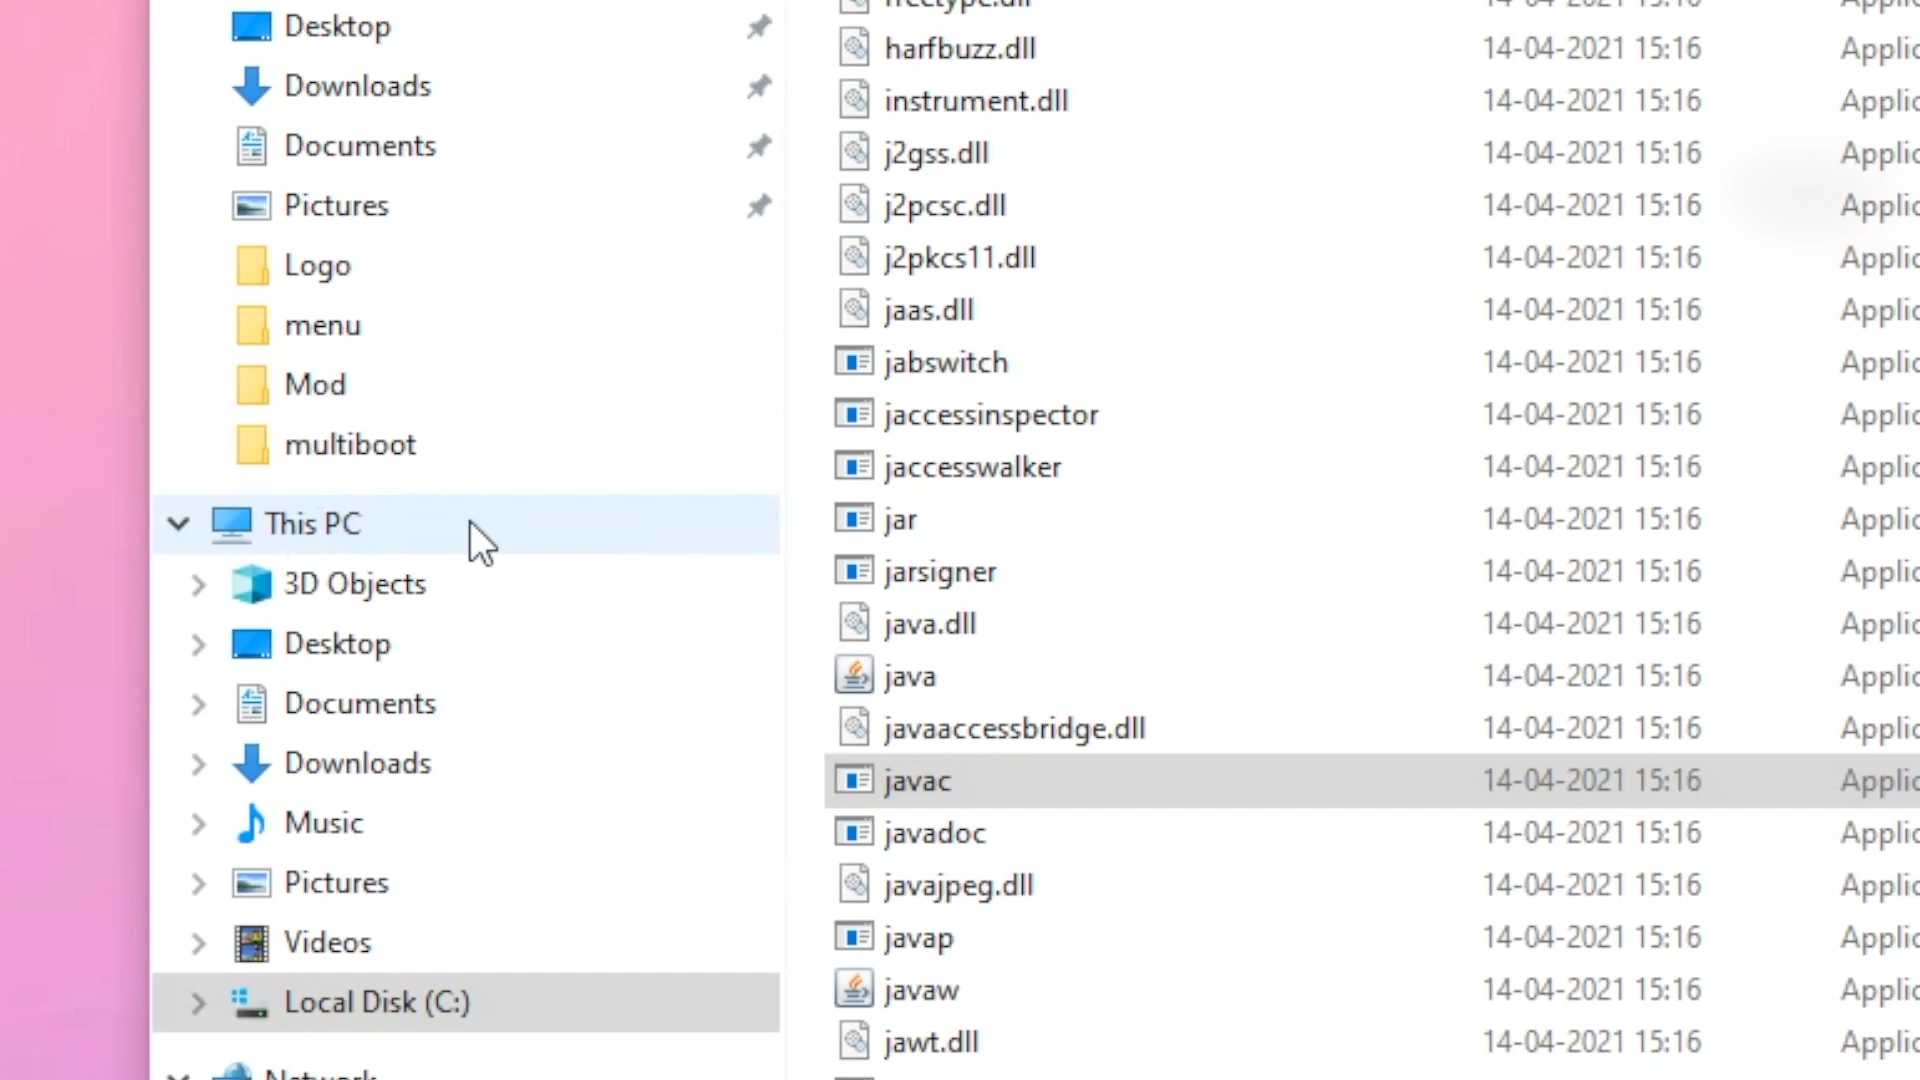 Desktop
Downloads
Documents
Pictures
Logo
menu
Mod
multiboot
This PC
3D Objects
Desktop
Documents
Downloads
Music
Pictures
Videos
Local Disk (C:)
Network
freetype.dll 14-04-2021 15:16 Applic
harfbuzz.dll 14-04-2021 15:16 Applic
instrument.dll 14-04-2021 15:16 Applic
j2gss.dll 14-04-2021 15:16 Applic
j2pcsc.dll 14-04-2021 15:16 Applic
j2pkcs11.dll 14-04-2021 15:16 Applic
jaas.dll 14-04-2021 15:16 Applic
jabswitch 14-04-2021 15:16 Applic
jaccessinspector 14-04-2021 15:16 Applic
jaccesswalker 14-04-2021 15:16 Applic
jar 14-04-2021 15:16 Applic
jarsigner 14-04-2021 15:16 Applic
java.dll 14-04-2021 15:16 Applic
java 14-04-2021 15:16 Applic
javaaccessbridge.dll 14-04-2021 15:16 Applic
javac 14-04-2021 15:16 Applic
javadoc 14-04-2021 15:16 Applic
javajpeg.dll 14-04-2021 15:16 Applic
javap 14-04-2021 15:16 Applic
javaw 14-04-2021 15:16 Applic
jawt.dll 14-04-2021 15:16 Applic